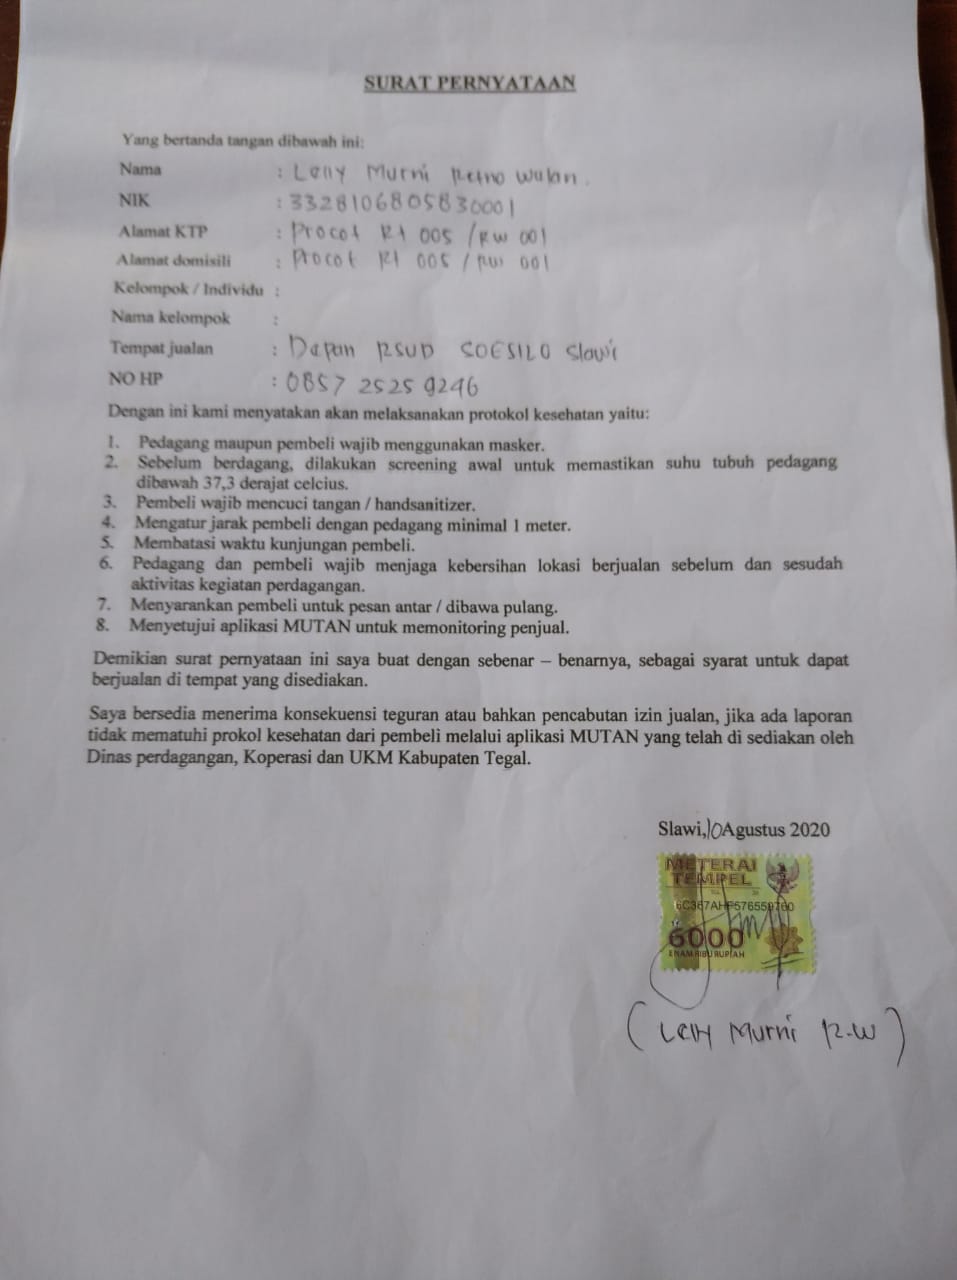 SURAT PERNYATAAN
Yang bertanda tangan dibawah ini:
Nama : Lelly Murni Retno Wulan.
NIK : 3328106805830001
Alamat KTP : Procot Rt 005 / RW 001
Alamat domisili : Procot Rt 005 / RW 001
Kelompok / Individu :
Nama kelompok :
Tempat jualan : Depan RSUD SOESILO Slawi
NO HP : 0857 2525 9246
Dengan ini kami menyatakan akan melaksanakan protokol kesehatan yaitu:
1. Pedagang maupun pembeli wajib menggunakan masker.
2. Sebelum berdagang, dilakukan screening awal untuk memastikan suhu tubuh pedagang
dibawah 37,3 derajat celcius.
3. Pembeli wajib mencuci tangan / handsanitizer.
4. Mengatur jarak pembeli dengan pedagang minimal 1 meter.
5. Membatasi waktu kunjungan pembeli.
6. Pedagang dan pembeli wajib menjaga kebersihan lokasi berjualan sebelum dan sesudah
aktivitas kegiatan perdagangan.
7. Menyarankan pembeli untuk pesan antar / dibawa pulang.
8. Menyetujui aplikasi MUTAN untuk memonitoring penjual.
Demikian surat pernyataan ini saya buat dengan sebenar – benarnya, sebagai syarat untuk dapat
berjualan di tempat yang disediakan.
Saya bersedia menerima konsekuensi teguran atau bahkan pencabutan izin jualan, jika ada laporan
tidak mematuhi prokol kesehatan dari pembeli melalui aplikasi MUTAN yang telah di sediakan oleh
Dinas perdagangan, Koperasi dan UKM Kabupaten Tegal.
Slawi, 10 Agustus 2020
METERAI
TEMPEL
6000
ENAM RIBU RUPIAH
( Lelly Murni R.W )